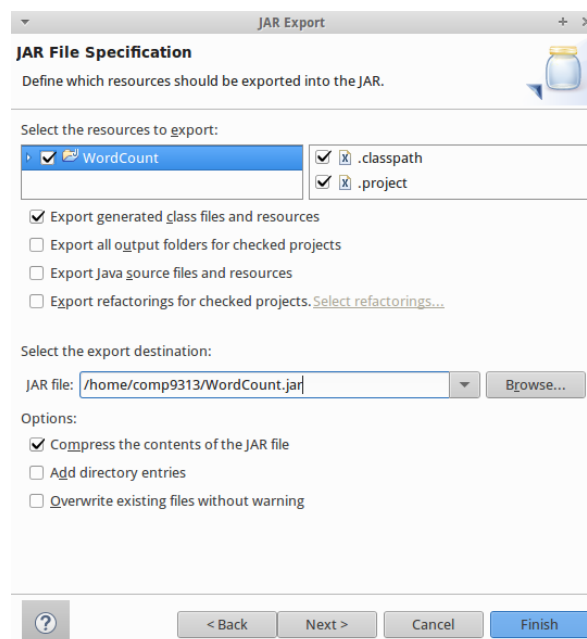 JAR Export
JAR File Specification
Define which resources should be exported into the JAR.
Select the resources to export:
WordCount
.classpath
.project
Export generated class files and resources
Export all output folders for checked projects
Export Java source files and resources
Export refactorings for checked projects. Select refactorings...
Select the export destination:
JAR file: /home/comp9313/WordCount.jar Browse...
Options:
Compress the contents of the JAR file
Add directory entries
Overwrite existing files without warning
? < Back Next > Cancel Finish